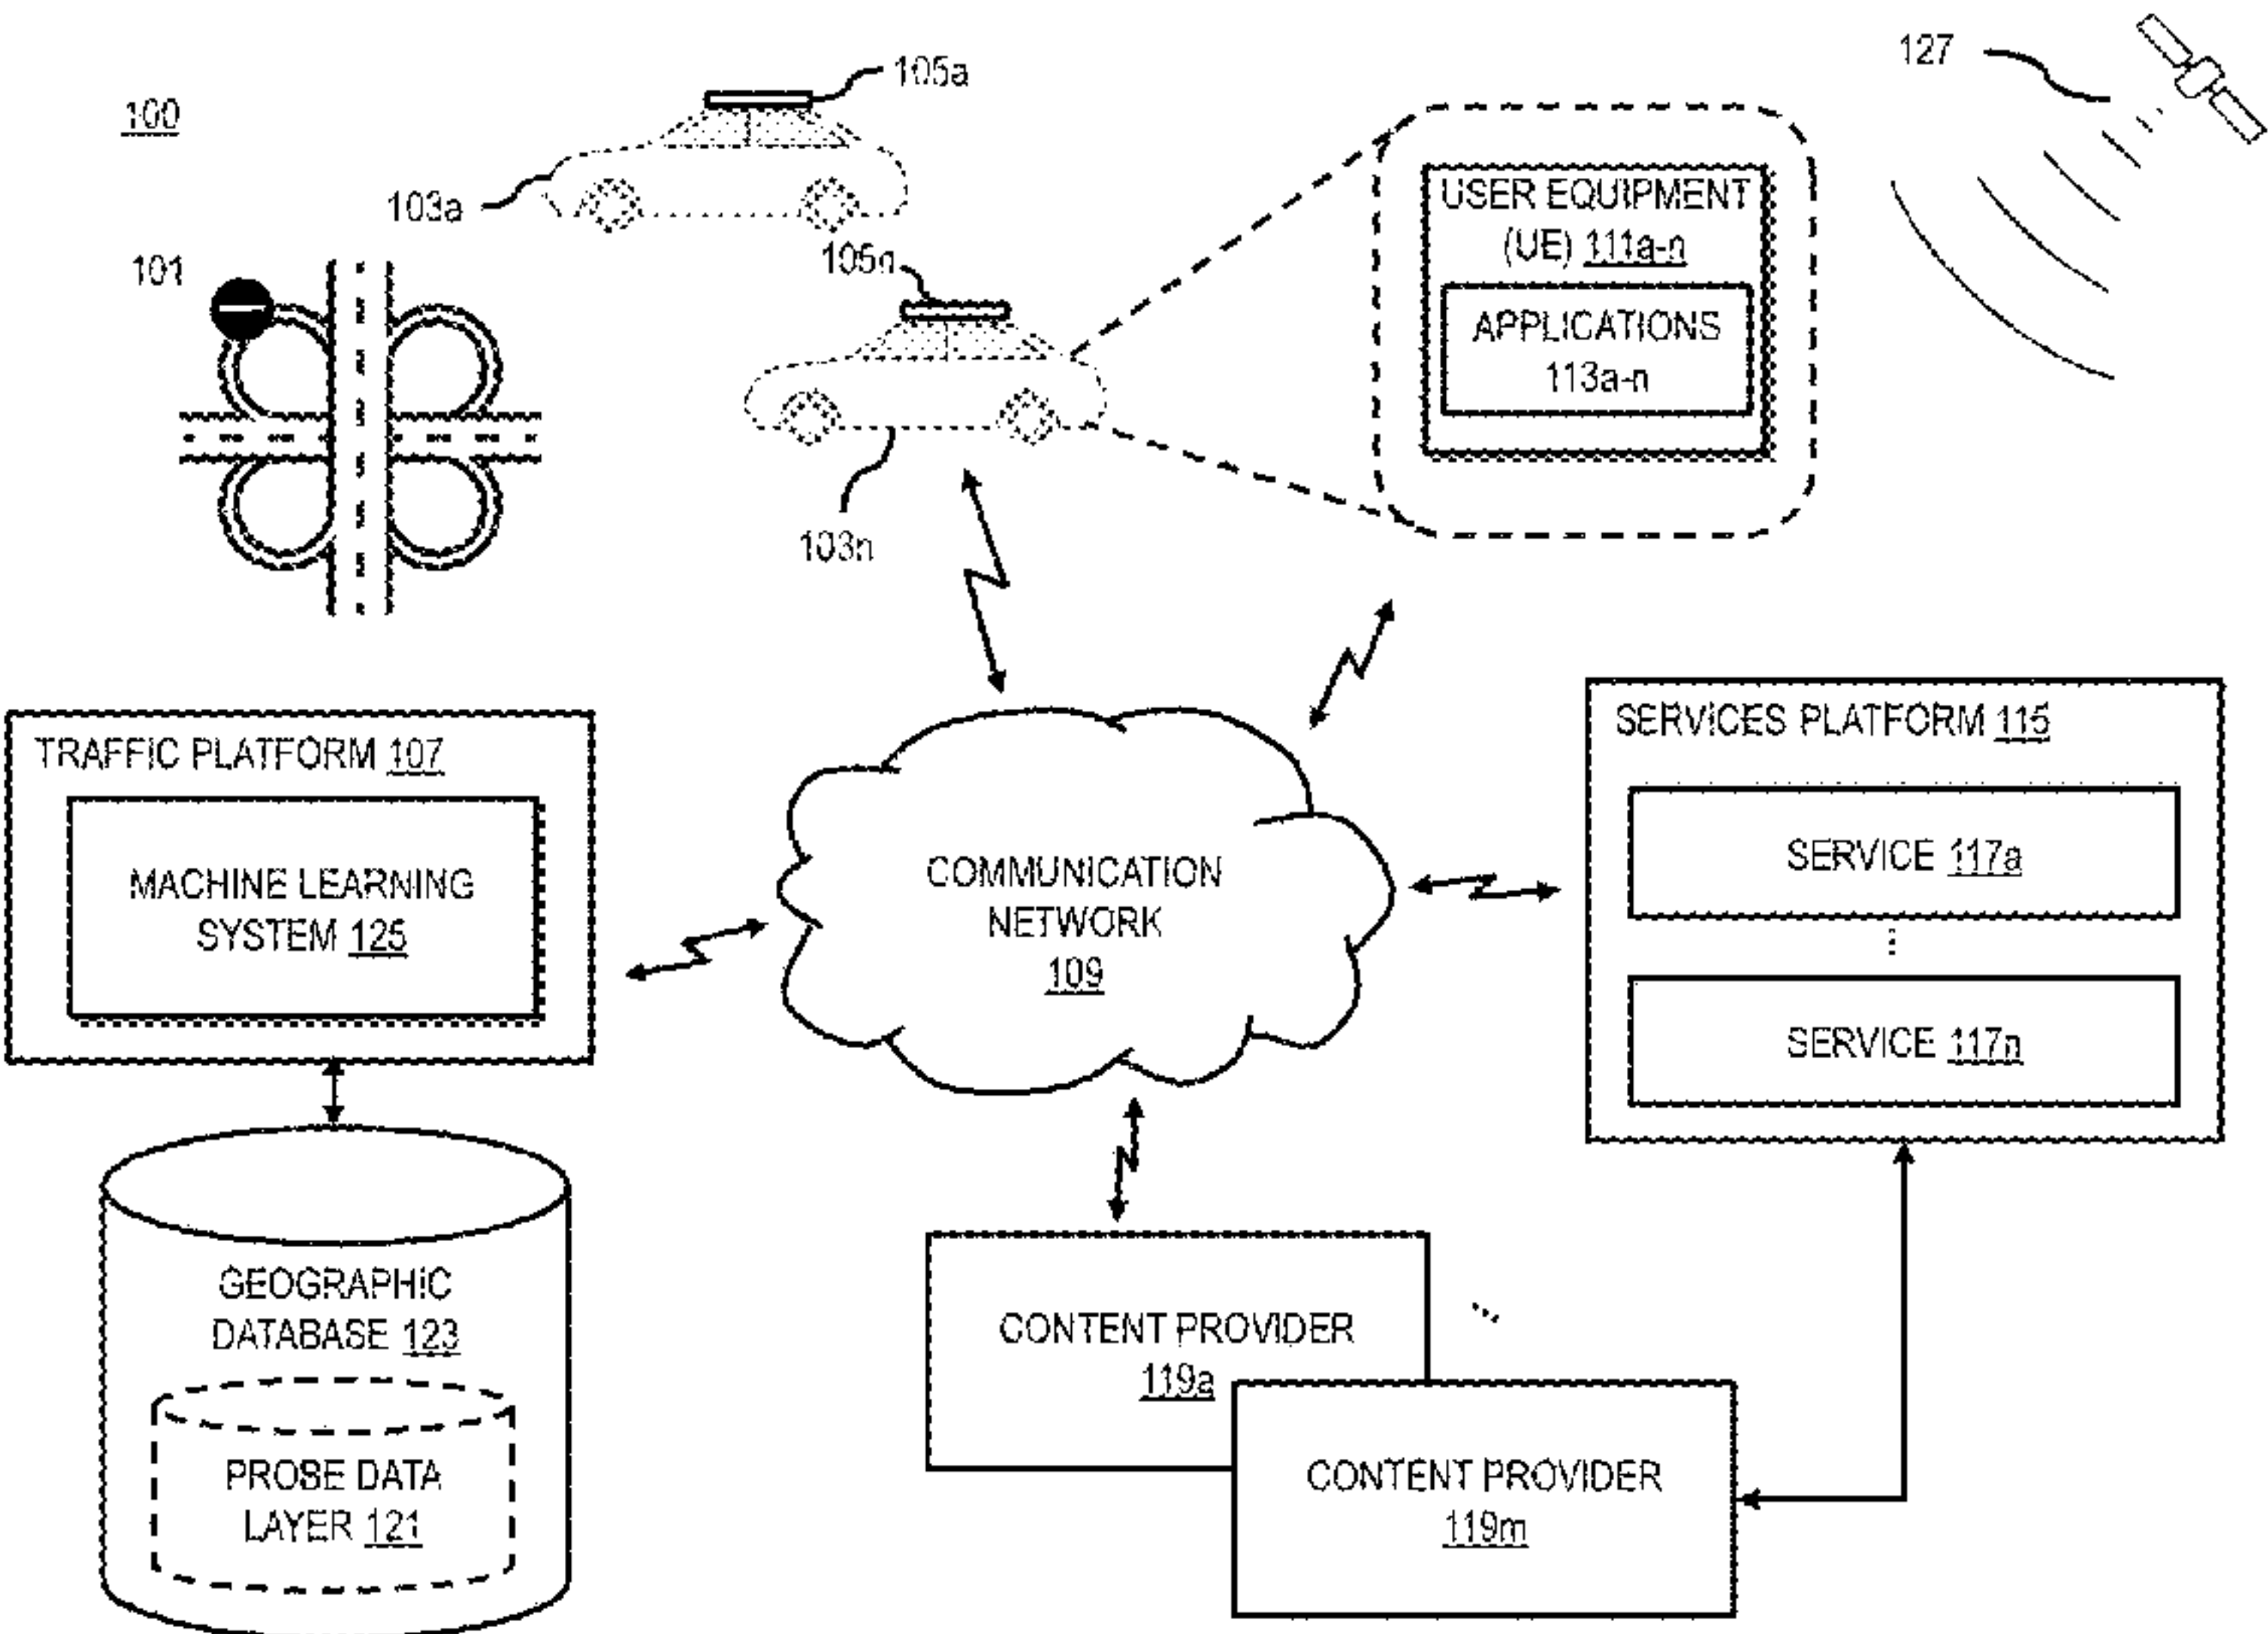 100
105a
127
103a
101
105n
103n
USER EQUIPMENT
(UE) 111a-n
APPLICATIONS
113a-n
TRAFFIC PLATFORM 107
MACHINE LEARNING
SYSTEM 125
COMMUNICATION
NETWORK
109
SERVICES PLATFORM 115
SERVICE 117a
SERVICE 117n
GEOGRAPHIC
DATABASE 123
PROBE DATA
LAYER 121
CONTENT PROVIDER
119a
CONTENT PROVIDER
119m